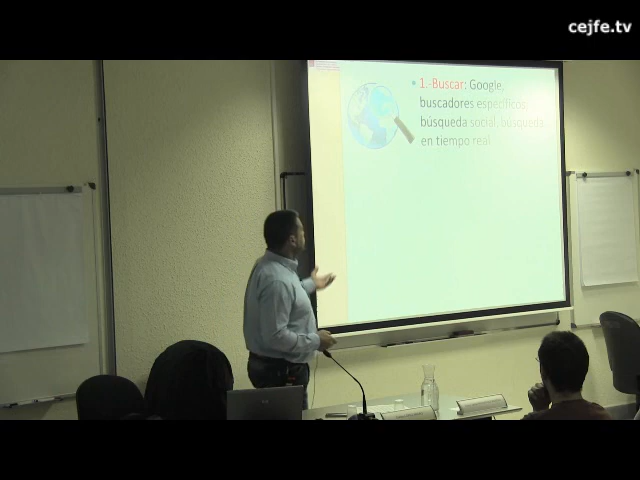 cejfe.tv
1.-Buscar: Google,
buscadores específicos,
búsqueda social, búsqueda
en tiempo real